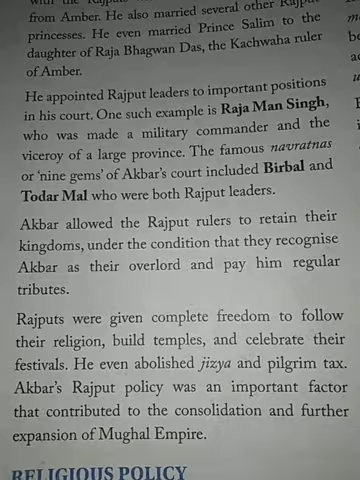 with the Rajputs
from Amber. He also married several other Rajput
princesses. He even married Prince Salim to the
daughter of Raja Bhagwan Das, the Kachwaha ruler
of Amber.
He appointed Rajput leaders to important positions
in his court. One such example is Raja Man Singh,
who was made a military commander and the
viceroy of a large province. The famous navratnas
or 'nine gems' of Akbar's court included Birbal and
Todar Mal who were both Rajput leaders.
Akbar allowed the Rajput rulers to retain their
kingdoms, under the condition that they recognise
Akbar as their overlord and pay him regular
tributes.
Rajputs were given complete freedom to follow
their religion, build temples, and celebrate their
festivals. He even abolished jizya and pilgrim tax.
Akbar's Rajput policy was an important factor
that contributed to the consolidation and further
expansion of Mughal Empire.
RELIGIOUS POLICY